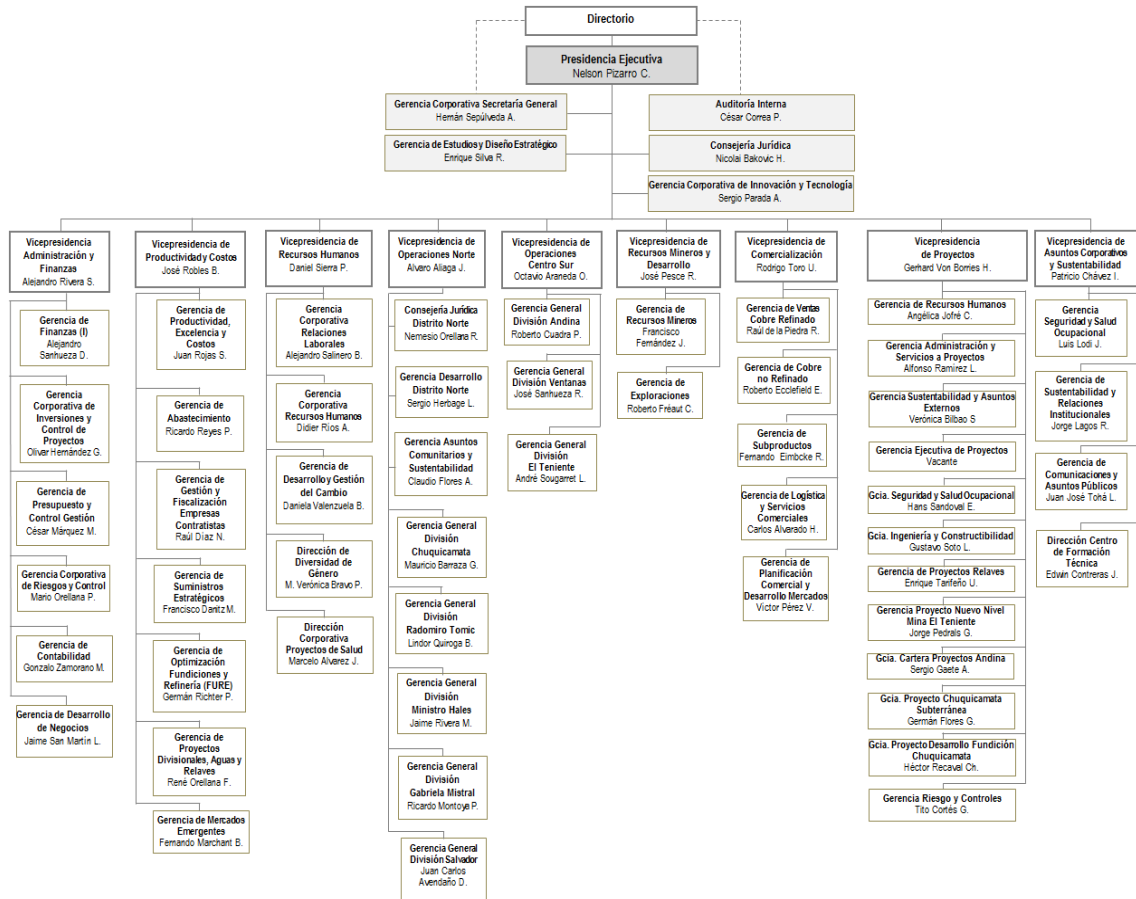 Directorio
Presidencia Ejecutiva
Nelson Pizarro C.
Gerencia Corporativa Secretaría General
Hernán Sepúlveda A.
Auditoría Interna
César Correa P.
Gerencia de Estudios y Diseño Estratégico
Enrique Silva R.
Consejería Jurídica
Nicolai Bakovic H.
Gerencia Corporativa de Innovación y Tecnología
Sergio Parada A.
Vicepresidencia
Administración y
Finanzas
Alejandro Rivera S.
Gerencia de
Finanzas (I)
Alejandro
Sanhueza D.
Gerencia
Corporativa de
Inversiones y
Control de
Proyectos
Olivar Hernández G.
Gerencia de
Presupuesto y
Control Gestión
César Márquez M.
Gerencia Corporativa
de Riesgos y Control
Mario Orellana P.
Gerencia de
Contabilidad
Gonzalo Zamorano M.
Gerencia de Desarrollo
de Negocios
Jaime San Martín L.
Vicepresidencia de
Productividad y Costos
José Robles B.
Gerencia de
Productividad,
Excelencia y
Costos
Juan Rojas S.
Gerencia de
Abastecimiento
Ricardo Reyes P.
Gerencia de
Gestión y
Fiscalización
Empresas
Contratistas
Raúl Díaz N.
Gerencia de
Suministros
Estratégicos
Francisco Danitz M.
Gerencia de
Optimización
Fundiciones y
Refinería (FURE)
Germán Richter P.
Gerencia de
Proyectos
Divisionales, Aguas y
Relaves
René Orellana F.
Gerencia de Mercados
Emergentes
Fernando Marchant B.
Vicepresidencia de
Recursos Humanos
Daniel Sierra P.
Gerencia
Corporativa
Relaciones
Laborales
Alejandro Salinero B.
Gerencia
Corporativa
Recursos Humanos
Didier Ríos A.
Gerencia de
Desarrollo y Gestión
del Cambio
Daniela Valenzuela B.
Dirección de
Diversidad de
Género
M. Verónica Bravo P.
Dirección
Corporativa
Proyectos de Salud
Marcelo Alvarez J.
Vicepresidencia de
Operaciones Norte
Alvaro Aliaga J.
Consejería Jurídica
Distrito Norte
Nemesio Orellana R.
Gerencia Desarrollo
Distrito Norte
Sergio Herbage L.
Gerencia Asuntos
Comunitarios y
Sustentabilidad
Claudio Flores A.
Gerencia General
División
Chuquicamata
Mauricio Barraza G.
Gerencia General
División
Radomiro Tomic
Lindor Quiroga B.
Gerencia General
División
Ministro Hales
Jaime Rivera M.
Gerencia General
División
Gabriela Mistral
Ricardo Montoya P.
Gerencia General
División Salvador
Juan Carlos
Avendaño D.
Vicepresidencia
de Operaciones
Centro Sur
Octavio Araneda O.
Gerencia General
División Andina
Roberto Cuadra P.
Gerencia General
División Ventanas
José Sanhueza R.
Gerencia General
División
El Teniente
André Sougarret L.
Vicepresidencia de
Recursos Mineros y
Desarrollo
José Pesce R.
Gerencia de
Recursos Mineros
Francisco
Fernández J.
Gerencia de
Exploraciones
Roberto Fréaut C.
Vicepresidencia de
Comercialización
Rodrigo Toro U.
Gerencia de Ventas
Cobre Refinado
Raúl de la Piedra R.
Gerencia de Cobre
no Refinado
Roberto Ecclefield E.
Gerencia de
Subproductos
Fernando Eimbcke R.
Gerencia de Logística
y Servicios
Comerciales
Carlos Alvarado H.
Gerencia de
Planificación
Comercial y
Desarrollo Mercados
Víctor Pérez V.
Vicepresidencia
de Proyectos
Gerhard Von Borries H.
Gerencia de Recursos Humanos
Angélica Jofré C.
Gerencia Administración y
Servicios a Proyectos
Alfonso Ramirez L.
Gerencia Sustentabilidad y Asuntos
Externos
Verónica Bilbao S
Gerencia Ejecutiva de Proyectos
Vacante
Gcia. Seguridad y Salud Ocupacional
Hans Sandoval E.
Gcia. Ingeniería y Constructibilidad
Gustavo Soto L.
Gerencia de Proyectos Relaves
Enrique Tarifeño U.
Gerencia Proyecto Nuevo Nivel
Mina El Teniente
Jorge Pedrals G.
Gcia. Cartera Proyectos Andina
Sergio Gaete A.
Gcia. Proyecto Chuquicamata
Subterránea
Germán Flores G.
Gcia. Proyecto Desarrollo Fundición
Chuquicamata
Héctor Recaval Ch.
Gerencia Riesgo y Controles
Tito Cortés G.
Vicepresidencia de
Asuntos Corporativos
y Sustentabilidad
Patricio Chávez I.
Gerencia
Seguridad y Salud
Ocupacional
Luis Lodi J.
Gerencia de
Sustentabilidad y
Relaciones
Institucionales
Jorge Lagos R.
Gerencia de
Comunicaciones y
Asuntos Públicos
Juan José Tohá L.
Dirección Centro de
Formación
Técnica
Edwin Contreras J.